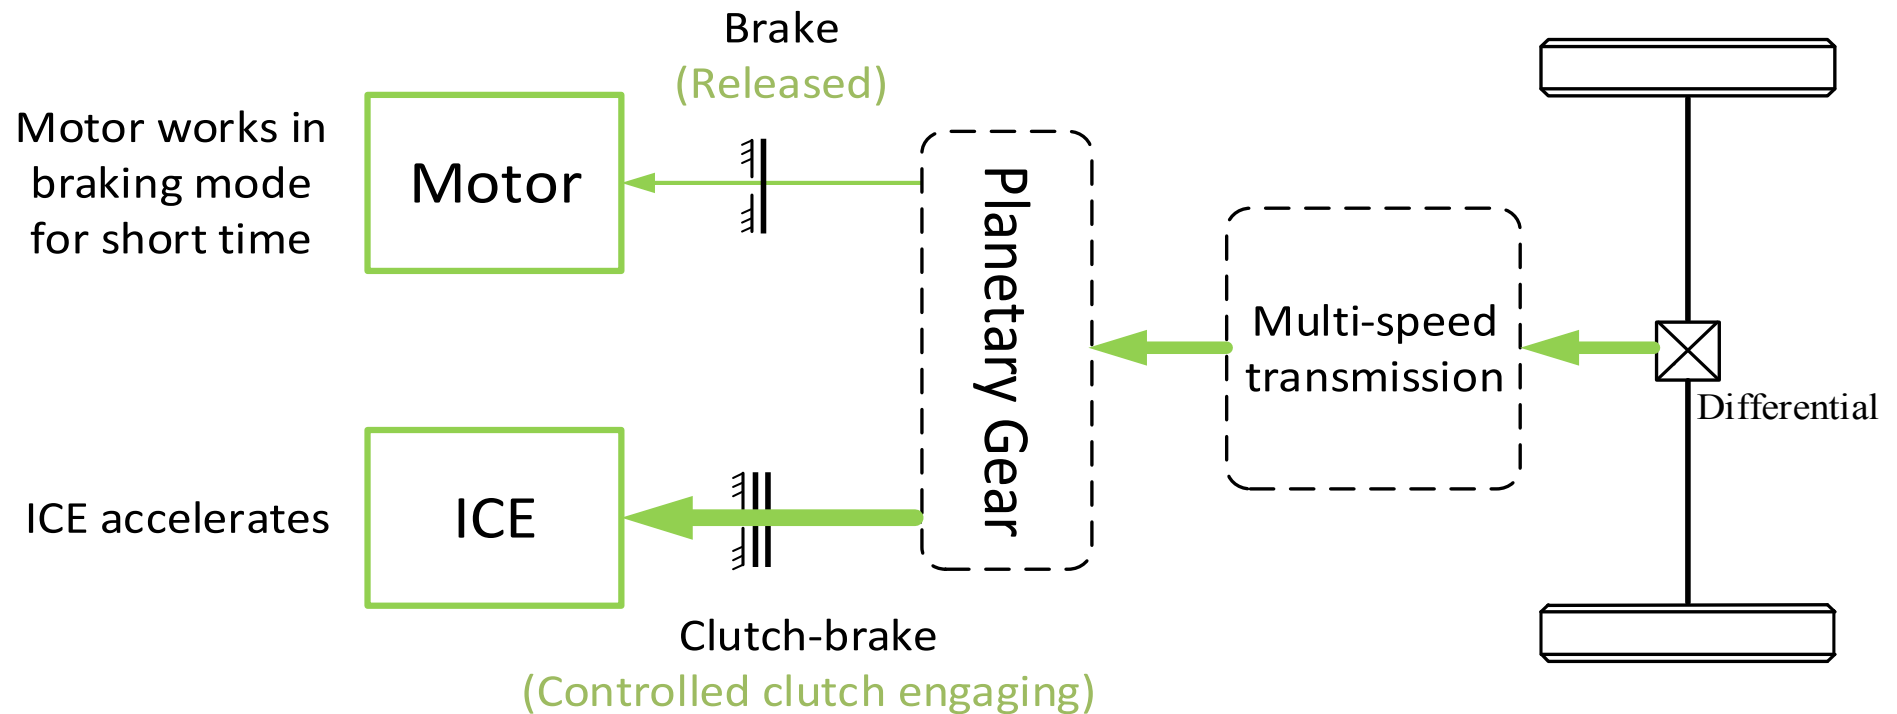 Brake
(Released)
Motor works in
braking mode
for short time
Motor
Planetary Gear
Multi-speed
transmission
Differential
ICE accelerates
ICE
Clutch-brake
(Controlled clutch engaging)